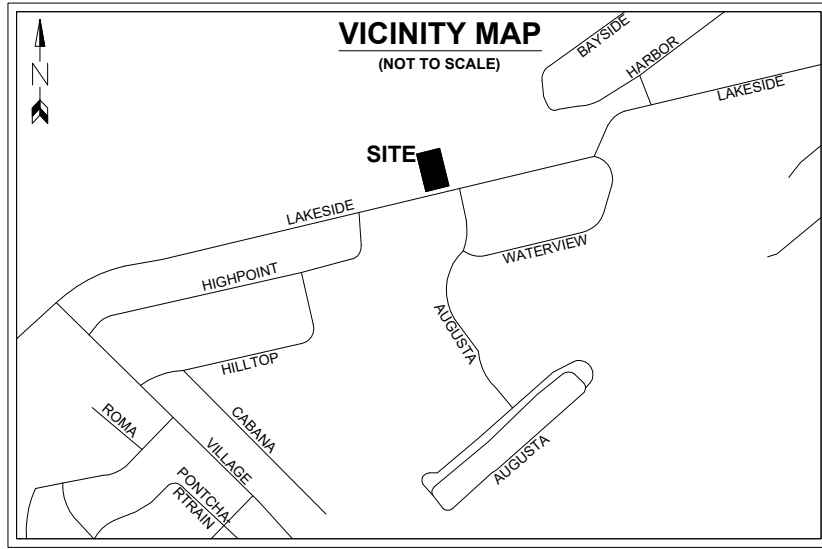 VICINITY MAP
(NOT TO SCALE)
N
BAYSIDE
HARBOR
LAKESIDE
SITE
LAKESIDE
WATERVIEW
HIGHPOINT
AUGUSTA
HILLTOP
CABANA
ROMA
VILLAGE
AUGUSTA
PONTCHA-
RTRAIN